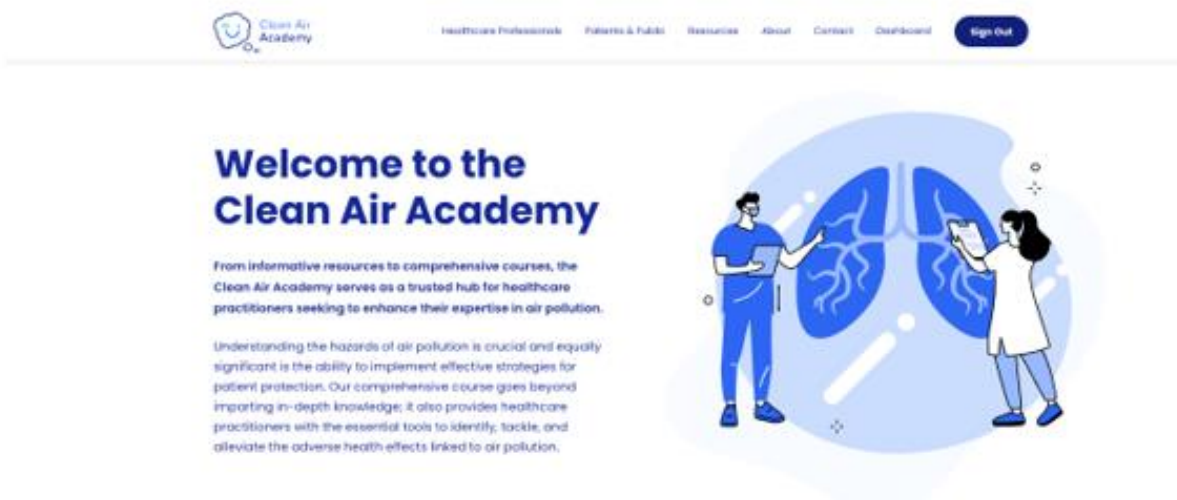 Clean Air
Academy
Healthcare Professionals Patients & Public Resources About Contact Dashboard Sign Out
Welcome to the
Clean Air Academy
From informative resources to comprehensive courses, the
Clean Air Academy serves as a trusted hub for healthcare
practitioners seeking to enhance their expertise in air pollution.
Understanding the hazards of air pollution is crucial and equally
significant is the ability to implement effective strategies for
patient protection. Our comprehensive course goes beyond
imparting in-depth knowledge; it also provides healthcare
practitioners with the essential tools to identify, tackle, and
alleviate the adverse health effects linked to air pollution.